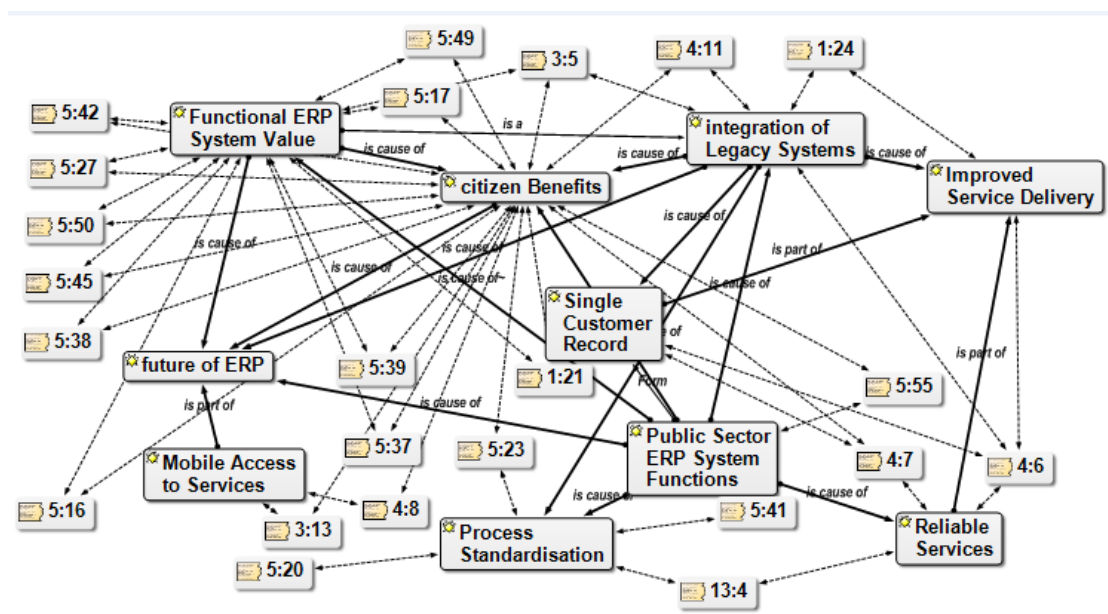 5:49
3:5
4:11
1:24
5:42
5:17
Functional ERP
System Value
is a
integration of
Legacy Systems
is cause of
is cause of
is cause of
5:27
citizen Benefits
Improved
Service Delivery
5:50
is cause of
is cause of
is cause of
is part of
5:45
is cause of
is cause of~
is cause of
Single
Customer
Record
5:38
future of ERP
5:39
1:21
is part of
5:55
Form
is part of
is cause of
Public Sector
ERP System
Functions
5:37
5:23
4:7
4:6
Mobile Access
to Services
5:16
4:8
is cause of
is cause of
5:41
3:13
Process
Standardisation
Reliable
Services
5:20
13:4